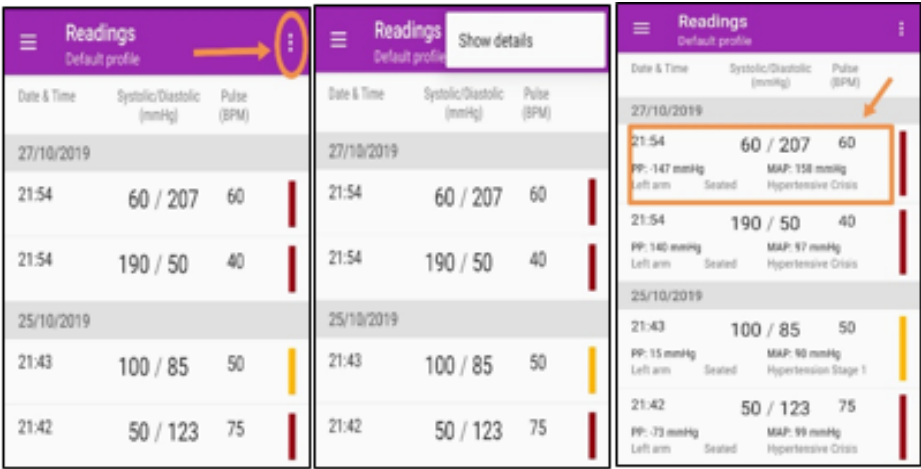 Readings
Default profile
Date & Time Systolic/Diastolic Pulse
(mmHg) (BPM)
27/10/2019
21:54 60 / 207 60
21:54 190 / 50 40
25/10/2019
21:43 100 / 85 50
21:42 50 / 123 75
Readings
Show details
Default profile
Date & Time Systolic/Diastolic Pulse
(mmHg) (BPM)
27/10/2019
21:54 60 / 207 60
21:54 190 / 50 40
25/10/2019
21:43 100 / 85 50
21:42 50 / 123 75
Readings
Default profile
Date & Time Systolic/Diastolic Pulse
(mmHg) (BPM)
27/10/2019
21:54 60 / 207 60
PP: -147 mmHg MAP: 158 mmHg
Left arm Seated Hypertensive Crisis
21:54 190 / 50 40
PP: 140 mmHg MAP: 97 mmHg
Left arm Seated Hypertensive Crisis
25/10/2019
21:43 100 / 85 50
PP: 15 mmHg MAP: 90 mmHg
Left arm Seated Hypertension Stage 1
21:42 50 / 123 75
PP: -73 mmHg MAP: 99 mmHg
Left arm Seated Hypertensive Crisis